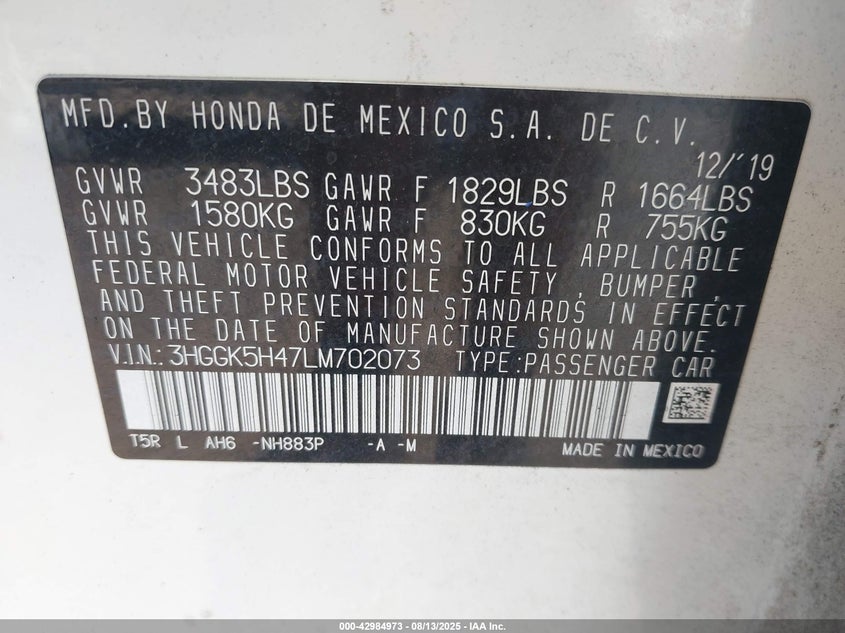 MFD.BY HONDA DE MEXICO S.A. DE C.V.
12/'19
GVWR 3483LBS GAWR F 1829LBS R 1664LBS
GVWR 1580KG GAWR F 830KG R 755KG
THIS VEHICLE CONFORMS TO ALL APPLICABLE
FEDERAL MOTOR VEHICLE SAFETY , BUMPER ,
AND THEFT PREVENTION STANDARDS IN EFFECT
ON THE DATE OF MANUFACTURE SHOWN ABOVE.
V.I.N.: 3HGGK5H47LM702073 TYPE:PASSENGER CAR
T5R L AH6 -NH883P -A -M MADE IN MEXICO
000-42984973 | 08/13/2025 | IAA Inc.